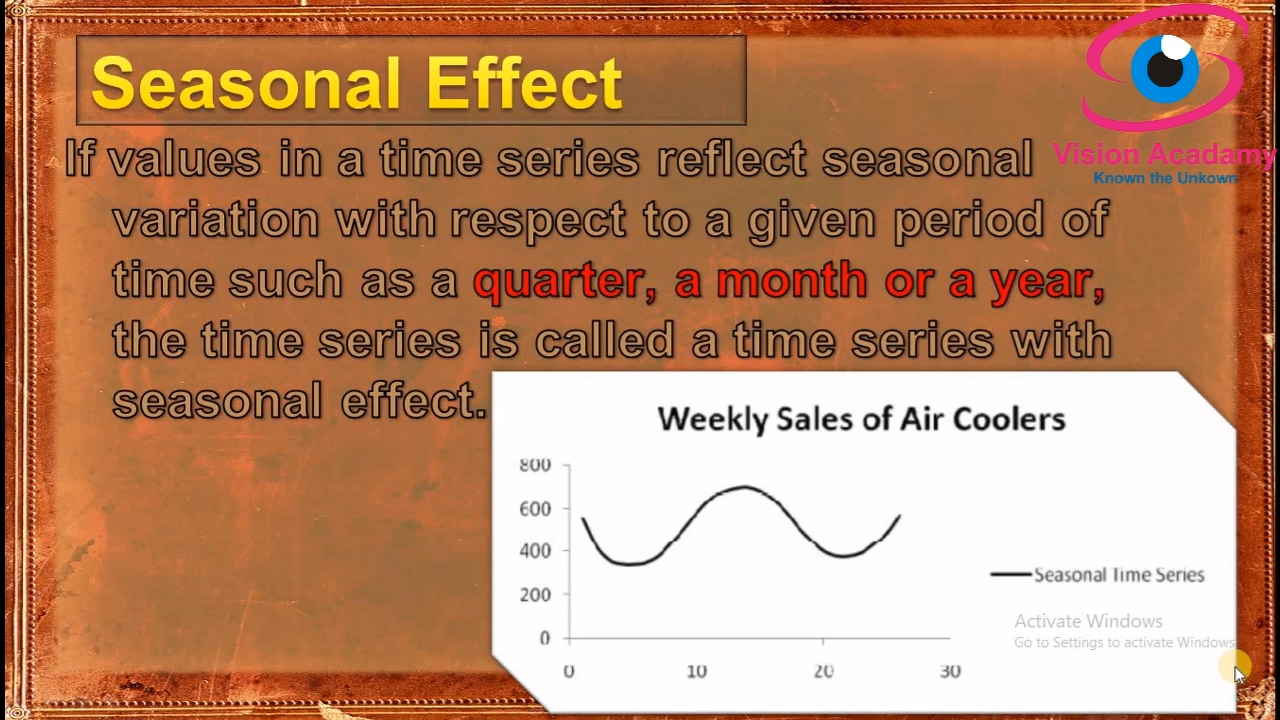 Seasonal Effect
Vision Acadamy
Known the Unkown
If values in a time series reflect seasonal
variation with respect to a given period of
time such as a quarter, a month or a year,
the time series is called a time series with
seasonal effect.
Weekly Sales of Air Coolers
800
600
400
200
0
0 10 20 30
Seasonal Time Series
Activate Windows
Go to Settings to activate Windows